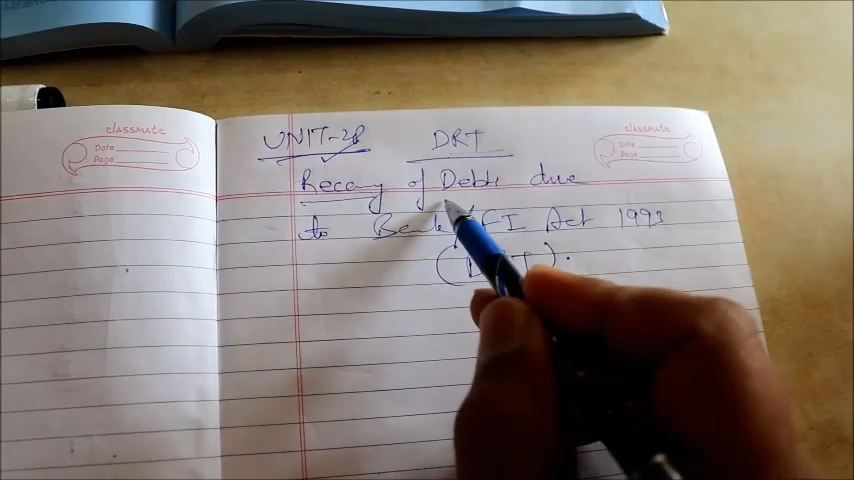 classmate
Date
Page
classmate
Date
Page
UNIT-28 DRT
Recovery of Debts due
to Bank/FI Act 1993